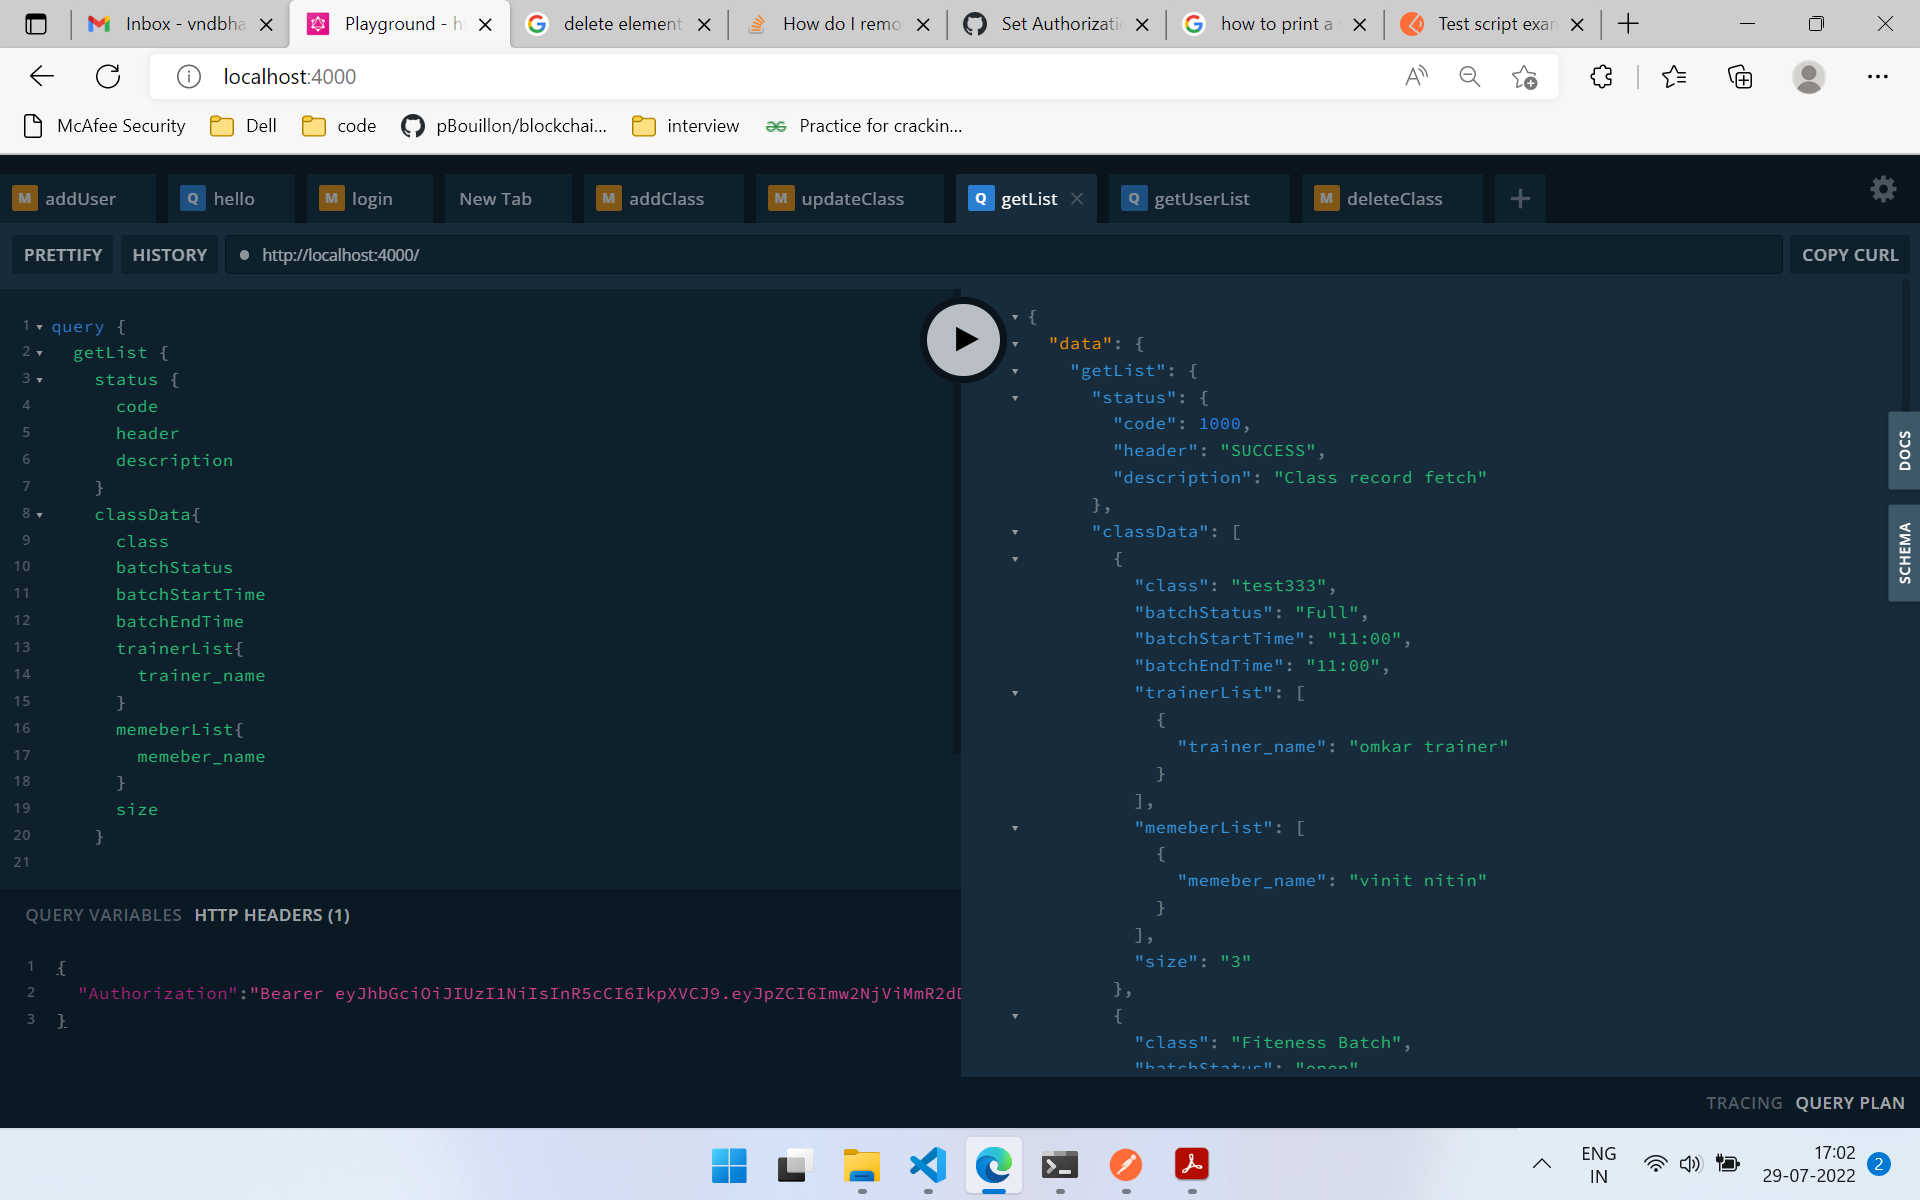 Inbox - vndbha
Playground - h
delete element
How do I remo
Set Authorizati
how to print a
Test script exam
localhost:4000
McAfee Security
Dell
code
pBouillon/blockchai...
interview
Practice for crackin...
M addUser
Q hello
M login
New Tab
M addClass
M updateClass
Q getList
Q getUserList
M deleteClass
PRETTIFY
HISTORY
http://localhost:4000/
COPY CURL
1 query {
2 getList {
3 status {
4 code
5 header
6 description
7 }
8 classData{
9 class
10 batchStatus
11 batchStartTime
12 batchEndTime
13 trainerList{
14 trainer_name
15 }
16 memeberList{
17 memeber_name
18 }
19 size
20 }
21
QUERY VARIABLES HTTP HEADERS (1)
1 {
2 "Authorization":"Bearer eyJhbGciOiJIUzI1NiIsInR5cCI6IkpXVCJ9.eyJpZCI6Imw2NjViMmR2dD
3 }
{
"data": {
"getList": {
"status": {
"code": 1000,
"header": "SUCCESS",
"description": "Class record fetch"
},
"classData": [
{
"class": "test333",
"batchStatus": "Full",
"batchStartTime": "11:00",
"batchEndTime": "11:00",
"trainerList": [
{
"trainer_name": "omkar trainer"
}
],
"memeberList": [
{
"memeber_name": "vinit nitin"
}
],
"size": "3"
},
{
"class": "Fiteness Batch",
"batchStatus": "open"
DOCS
SCHEMA
TRACING QUERY PLAN
ENG
IN
17:02
29-07-2022
2